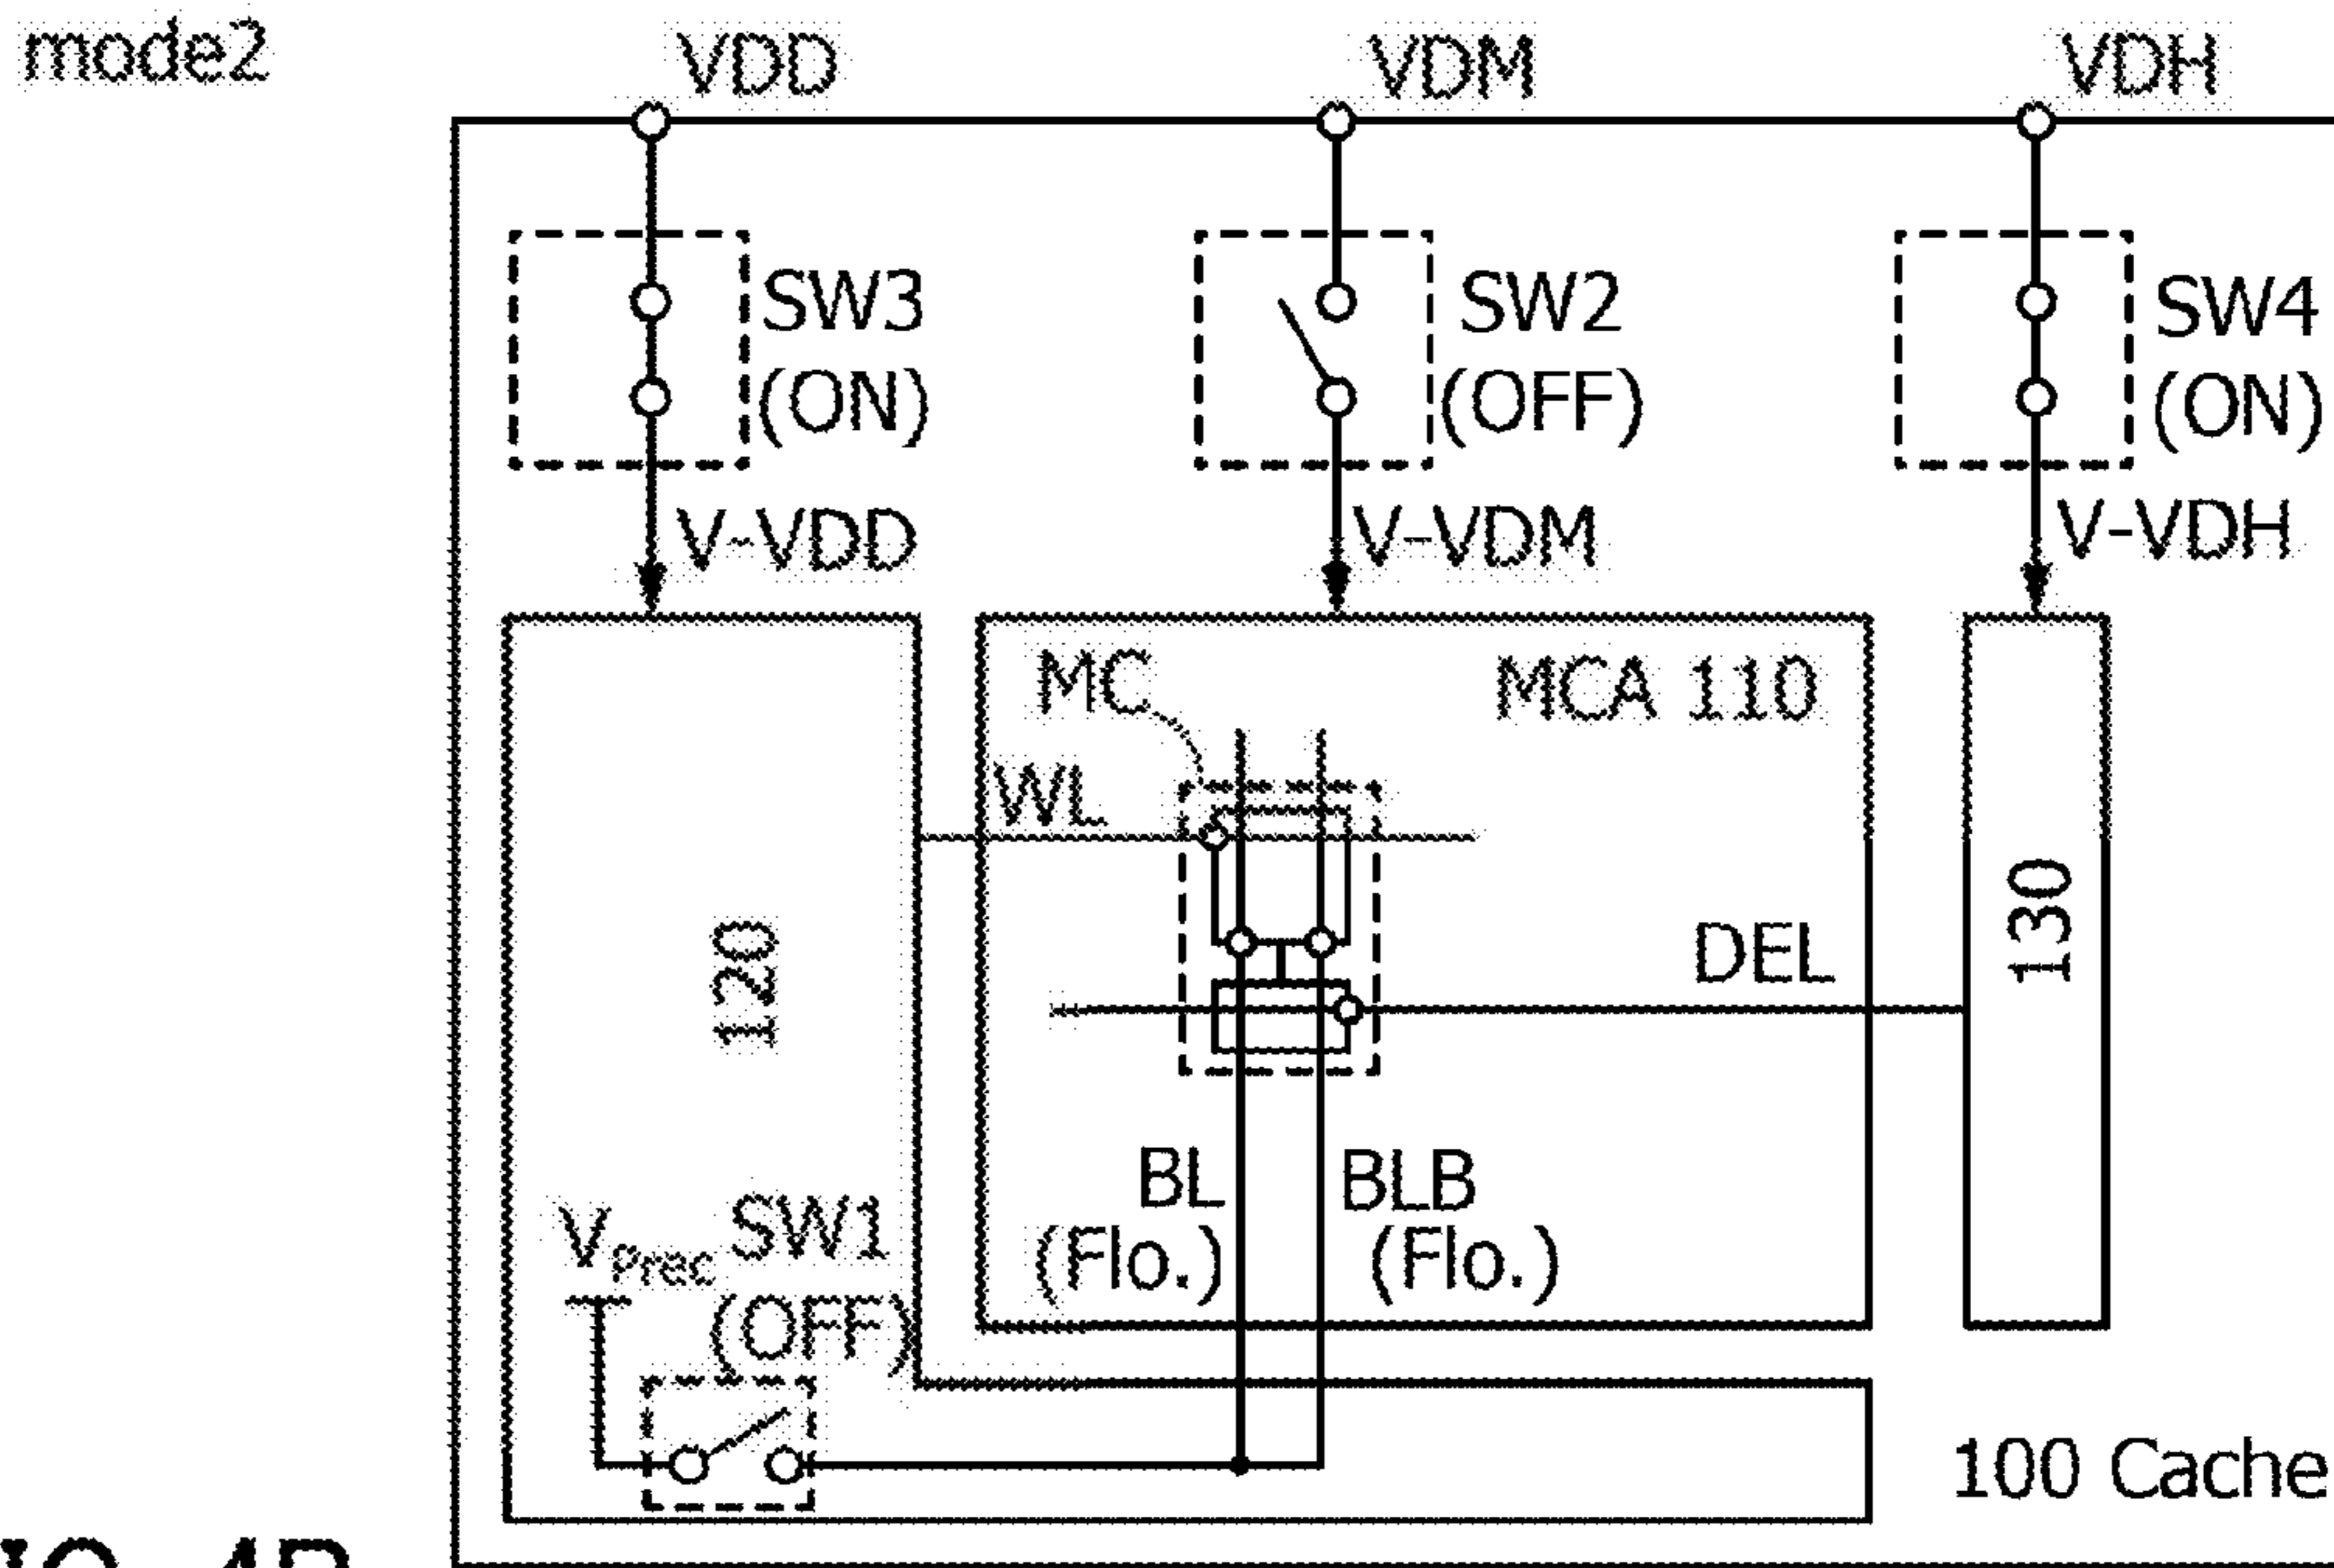 mode2
VDD
VDM
VDH
SW3
(ON)
SW2
(OFF)
SW4
(ON)
V-VDD
V-VDM
V-VDH
MC
MCA 110
WL
120
130
DEL
BL
(Flo.)
BLB
(Flo.)
VPrec
SW1
(OFF)
100 Cache